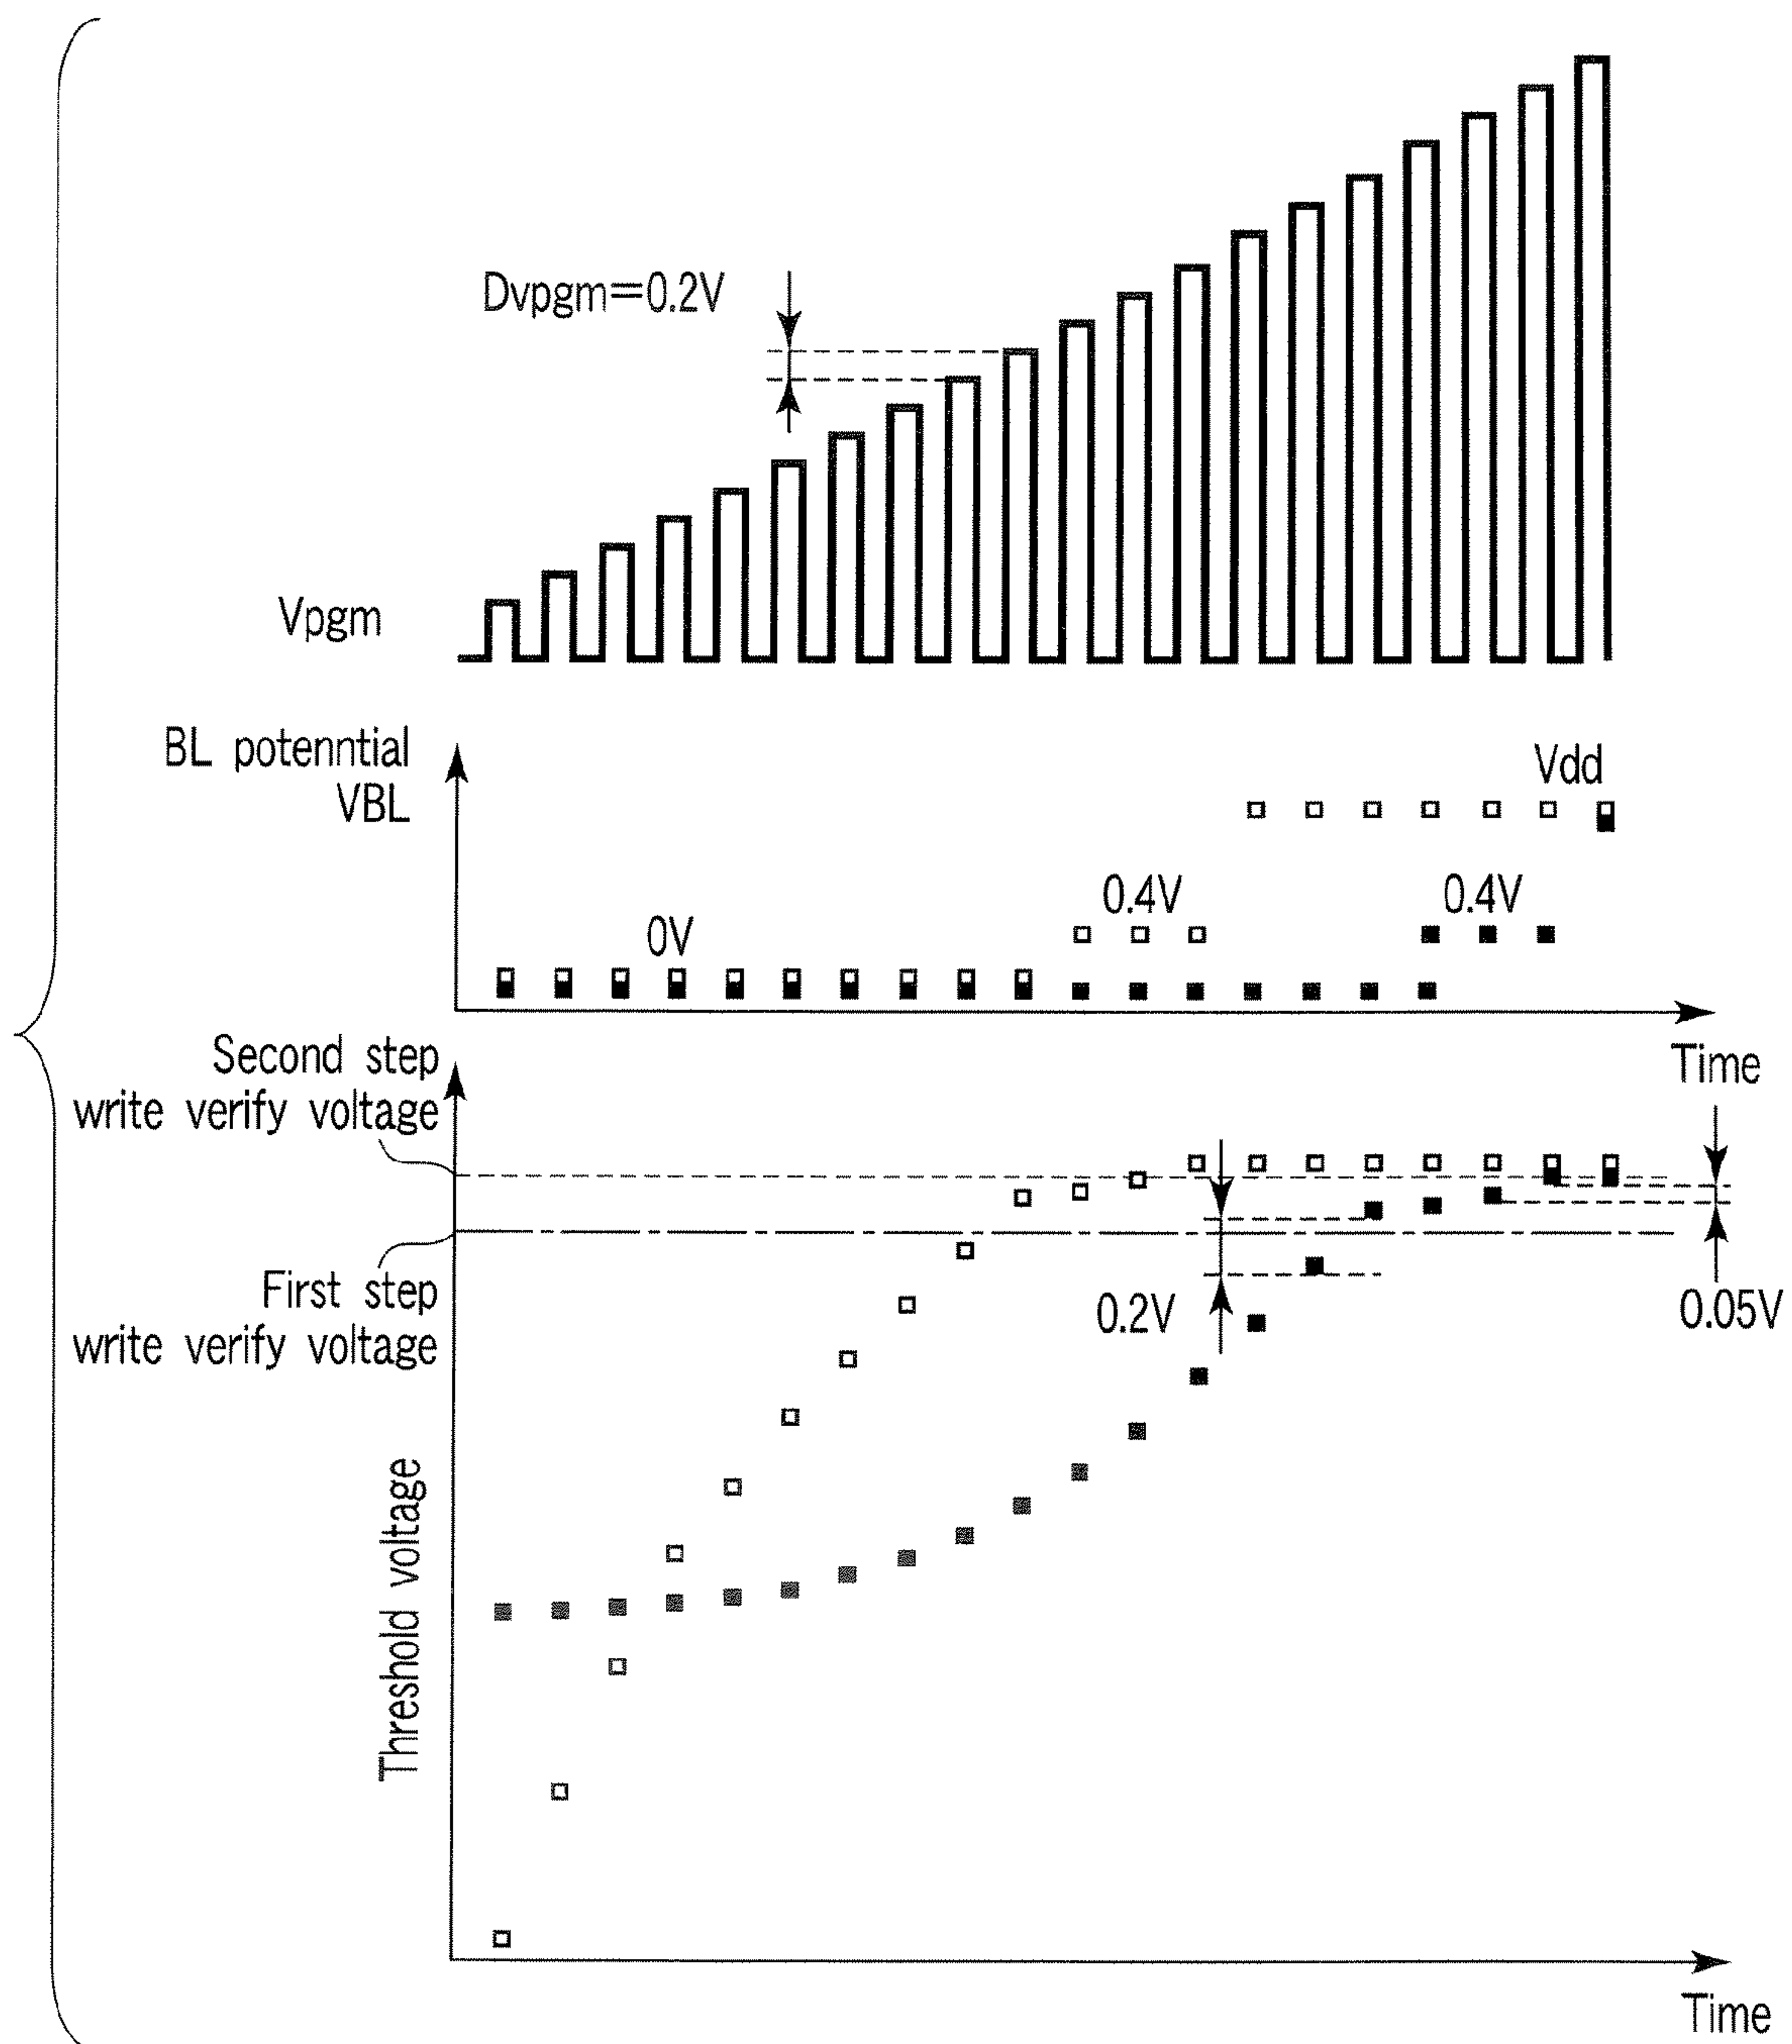 Dvpgm=0.2V
Vpgm
BL potenntial
VBL
Vdd
0.4V
0.4V
0V
Time
Second step
write verify voltage
First step
write verify voltage
0.2V
0.05V
Threshold voltage
Time